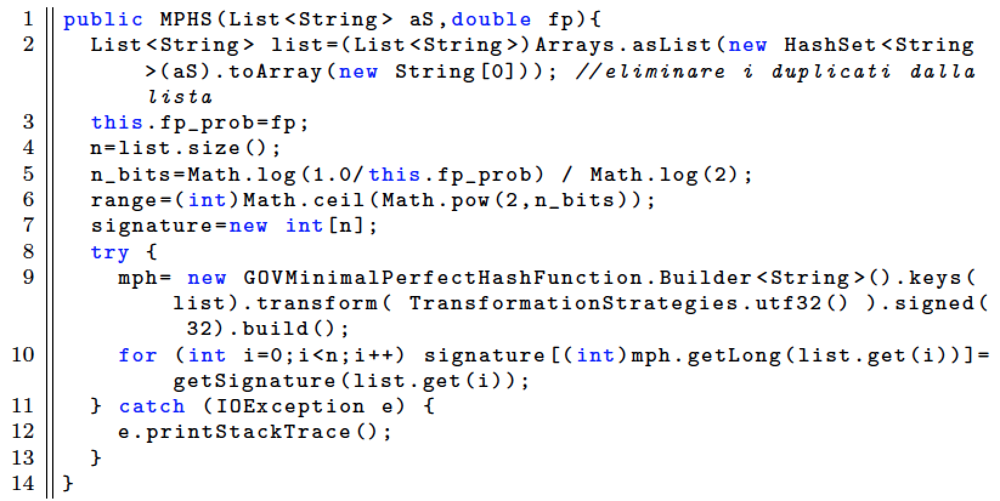 1 public MPHS(List<String> aS,double fp){
2 List<String> list=(List<String>)Arrays.asList(new HashSet<String
>(aS).toArray(new String[0])); //eliminare i duplicati dalla
lista
3 this.fp_prob=fp;
4 n=list.size();
5 n_bits=Math.log(1.0/this.fp_prob) / Math.log(2);
6 range=(int)Math.ceil(Math.pow(2,n_bits));
7 signature=new int[n];
8 try {
9 mph= new GOVMinimalPerfectHashFunction.Builder<String>().keys(
list).transform( TransformationStrategies.utf32() ).signed(
32).build();
10 for (int i=0;i<n;i++) signature[(int)mph.getLong(list.get(i))]=
getSignature(list.get(i));
11 } catch (IOException e) {
12 e.printStackTrace();
13 }
14 }